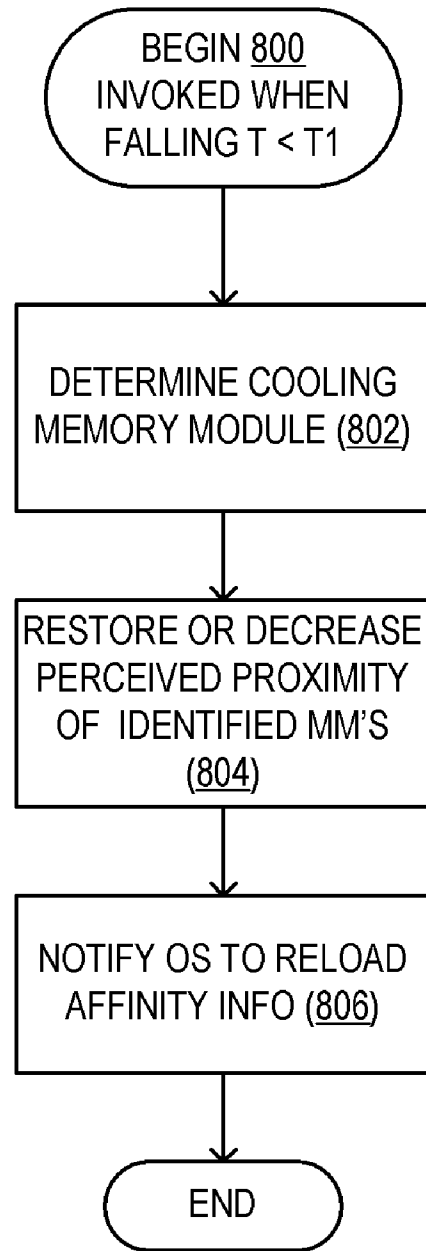 BEGIN 800
INVOKED WHEN
FALLING T < T1
DETERMINE COOLING
MEMORY MODULE (802)
RESTORE OR DECREASE
PERCEIVED PROXIMITY
OF IDENTIFIED MM'S
(804)
NOTIFY OS TO RELOAD
AFFINITY INFO (806)
END